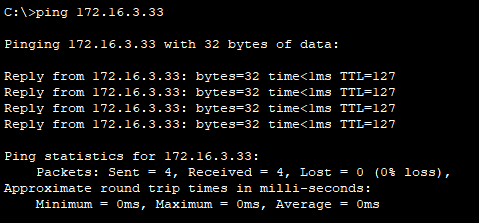 C:\>ping 172.16.3.33
Pinging 172.16.3.33 with 32 bytes of data:
Reply from 172.16.3.33: bytes=32 time<1ms TTL=127
Reply from 172.16.3.33: bytes=32 time<1ms TTL=127
Reply from 172.16.3.33: bytes=32 time<1ms TTL=127
Reply from 172.16.3.33: bytes=32 time<1ms TTL=127
Ping statistics for 172.16.3.33:
Packets: Sent = 4, Received = 4, Lost = 0 (0% loss),
Approximate round trip times in milli-seconds:
Minimum = 0ms, Maximum = 0ms, Average = 0ms